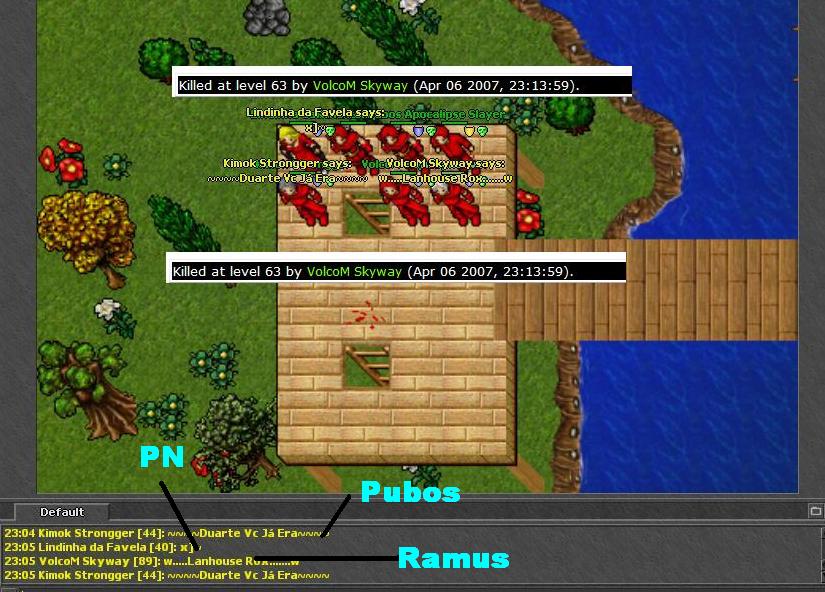 Killed at level 63 by VolcoM Skyway (Apr 06 2007, 23:13:59).
Lindinha da Favela says: bos Apocalipse Slayer
x]
Kimok Strongger says: Volc VolcoM Skyway says:
~~~~Duarte Vc Já Era~~~~ w.....Lanhouse Rox.......w
Killed at level 63 by VolcoM Skyway (Apr 06 2007, 23:13:59).
PN
Pubos
Ramus
Default
23:04 Kimok Strongger [44]: ~~~~Duarte Vc Já Era~~~~
23:05 Lindinha da Favela [40]: x]
23:05 VolcoM Skyway [89]: w.....Lanhouse Rox.......w
23:05 Kimok Strongger [44]: ~~~~Duarte Vc Já Era~~~~